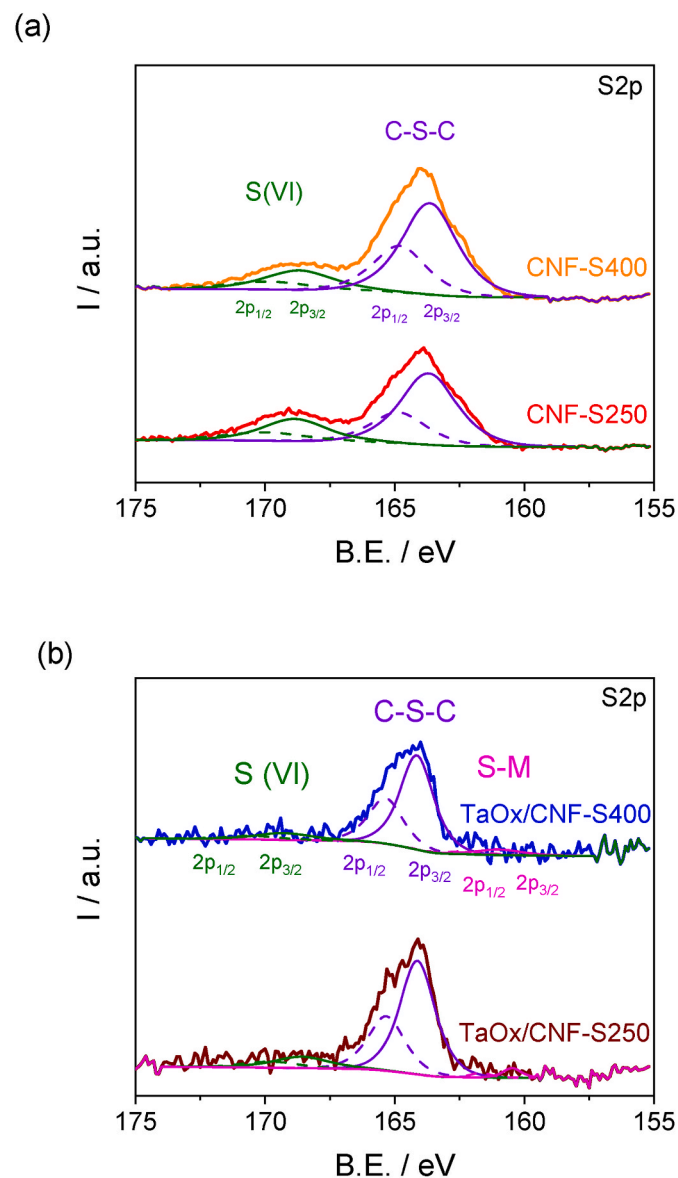 (a)
S2p
C-S-C
S(VI)
CNF-S400
2p1/2 2p3/2 2p1/2 2p3/2
CNF-S250
I / a.u.
175 170 165 160 155
B.E. / eV
(b)
S2p
C-S-C
S (VI) S-M
TaOx/CNF-S400
2p1/2 2p3/2 2p1/2 2p3/2 2p1/2 2p3/2
TaOx/CNF-S250
I / a.u.
175 170 165 160 155
B.E. / eV